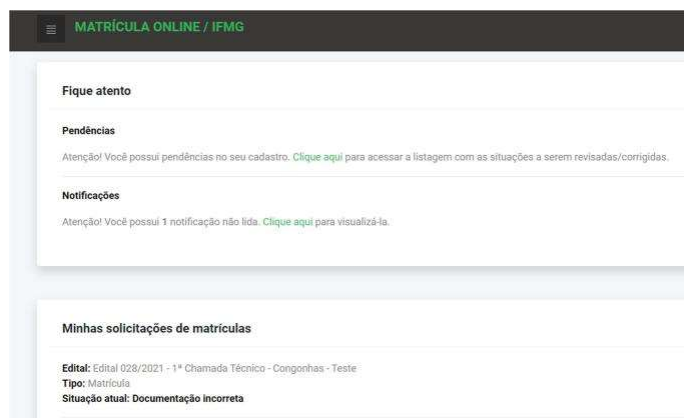 MATRÍCULA ONLINE / IFMG
Fique atento
Pendências
Atenção! Você possui pendências no seu cadastro. Clique aqui para acessar a listagem com as situações a serem revisadas/corrigidas.
Notificações
Atenção! Você possui 1 notificação não lida. Clique aqui para visualizá-la.
Minhas solicitações de matrículas
Edital: Edital 028/2021 - 1ª Chamada Técnico - Congonhas - Teste
Tipo: Matrícula
Situação atual: Documentação incorreta